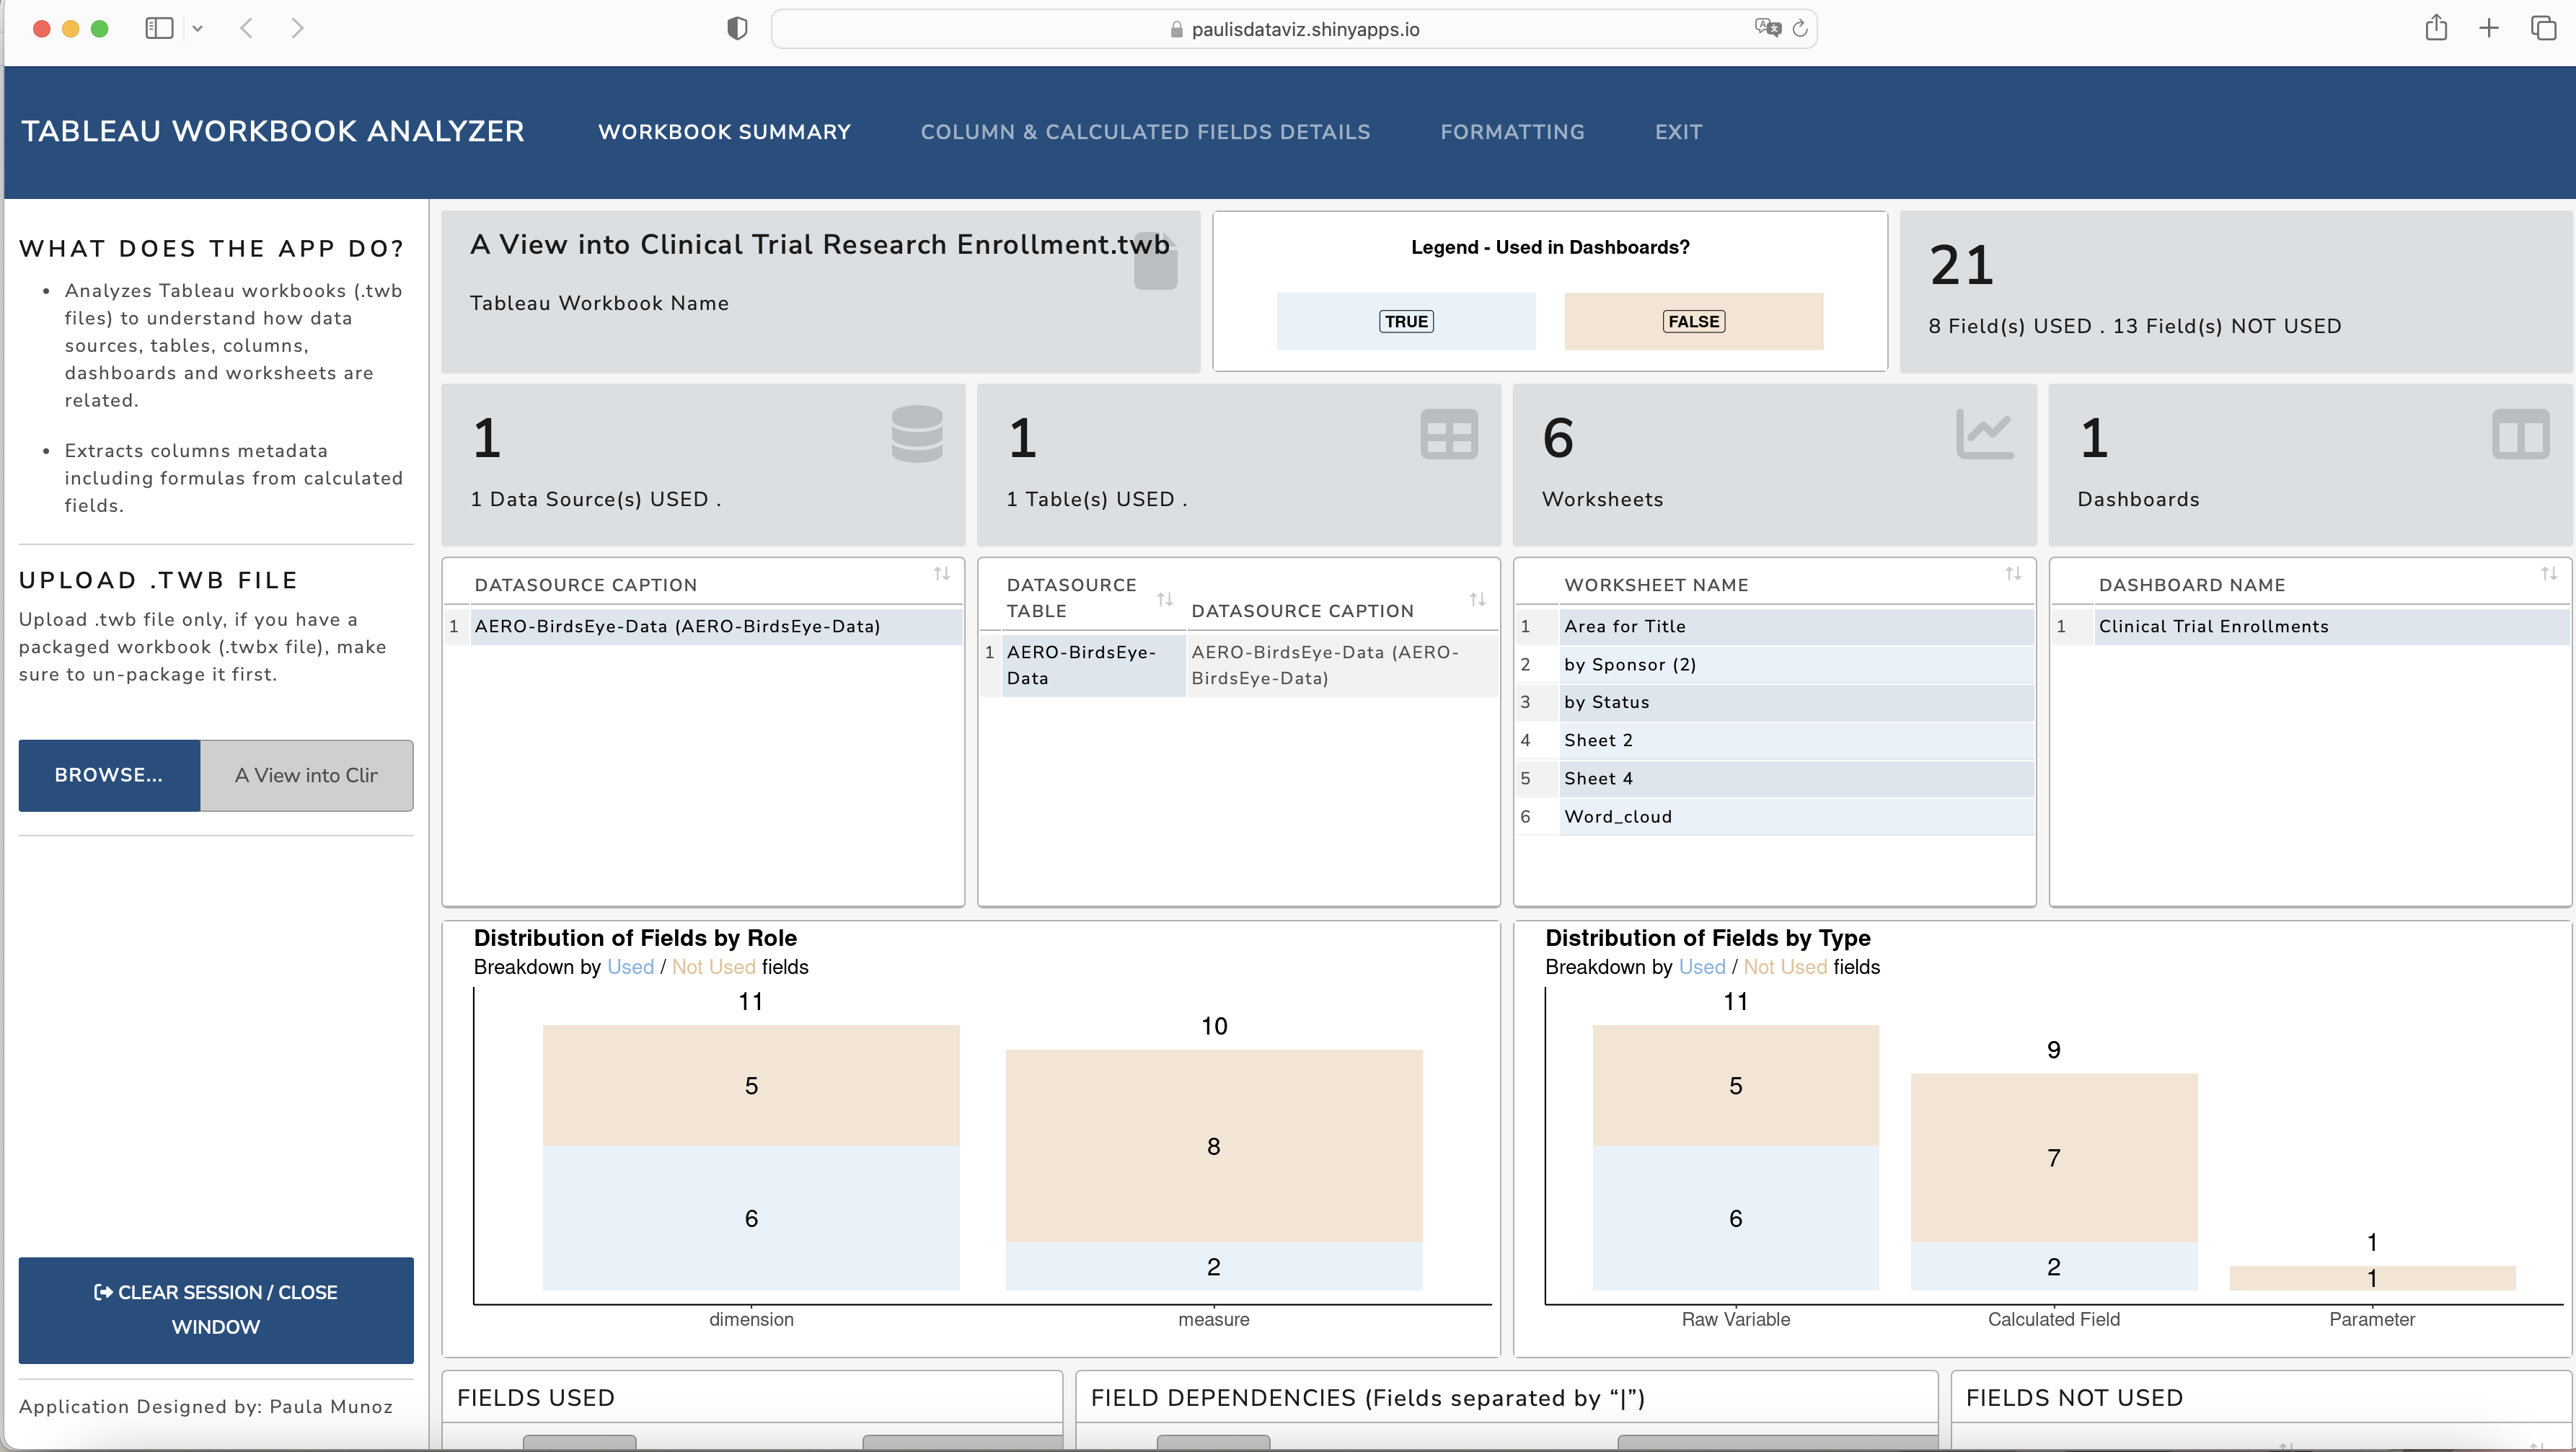 paulisdataviz.shinyapps.io
TABLEAU WORKBOOK ANALYZER
WORKBOOK SUMMARY
COLUMN & CALCULATED FIELDS DETAILS
FORMATTING
EXIT
WHAT DOES THE APP DO?
• Analyzes Tableau workbooks (.twb
files) to understand how data
sources, tables, columns,
dashboards and worksheets are
related.
• Extracts columns metadata
including formulas from calculated
fields.
UPLOAD .TWB FILE
Upload .twb file only, if you have a
packaged workbook (.twbx file), make
sure to un-package it first.
BROWSE...
A View into Clir
CLEAR SESSION / CLOSE
WINDOW
Application Designed by: Paula Munoz
A View into Clinical Trial Research Enrollment.twb
Tableau Workbook Name
Legend - Used in Dashboards?
TRUE
FALSE
21
8 Field(s) USED . 13 Field(s) NOT USED
1
1 Data Source(s) USED .
1
1 Table(s) USED .
6
Worksheets
1
Dashboards
DATASOURCE CAPTION
1 AERO-BirdsEye-Data (AERO-BirdsEye-Data)
DATASOURCE
TABLE
DATASOURCE CAPTION
1 AERO-BirdsEye-
Data
AERO-BirdsEye-Data (AERO-
BirdsEye-Data)
WORKSHEET NAME
1 Area for Title
2 by Sponsor (2)
3 by Status
4 Sheet 2
5 Sheet 4
6 Word_cloud
DASHBOARD NAME
1 Clinical Trial Enrollments
Distribution of Fields by Role
Breakdown by Used / Not Used fields
11
5
6
10
8
2
dimension
measure
Distribution of Fields by Type
Breakdown by Used / Not Used fields
11
5
6
9
7
2
1
1
Raw Variable
Calculated Field
Parameter
FIELDS USED
FIELD DEPENDENCIES (Fields separated by “|”)
FIELDS NOT USED